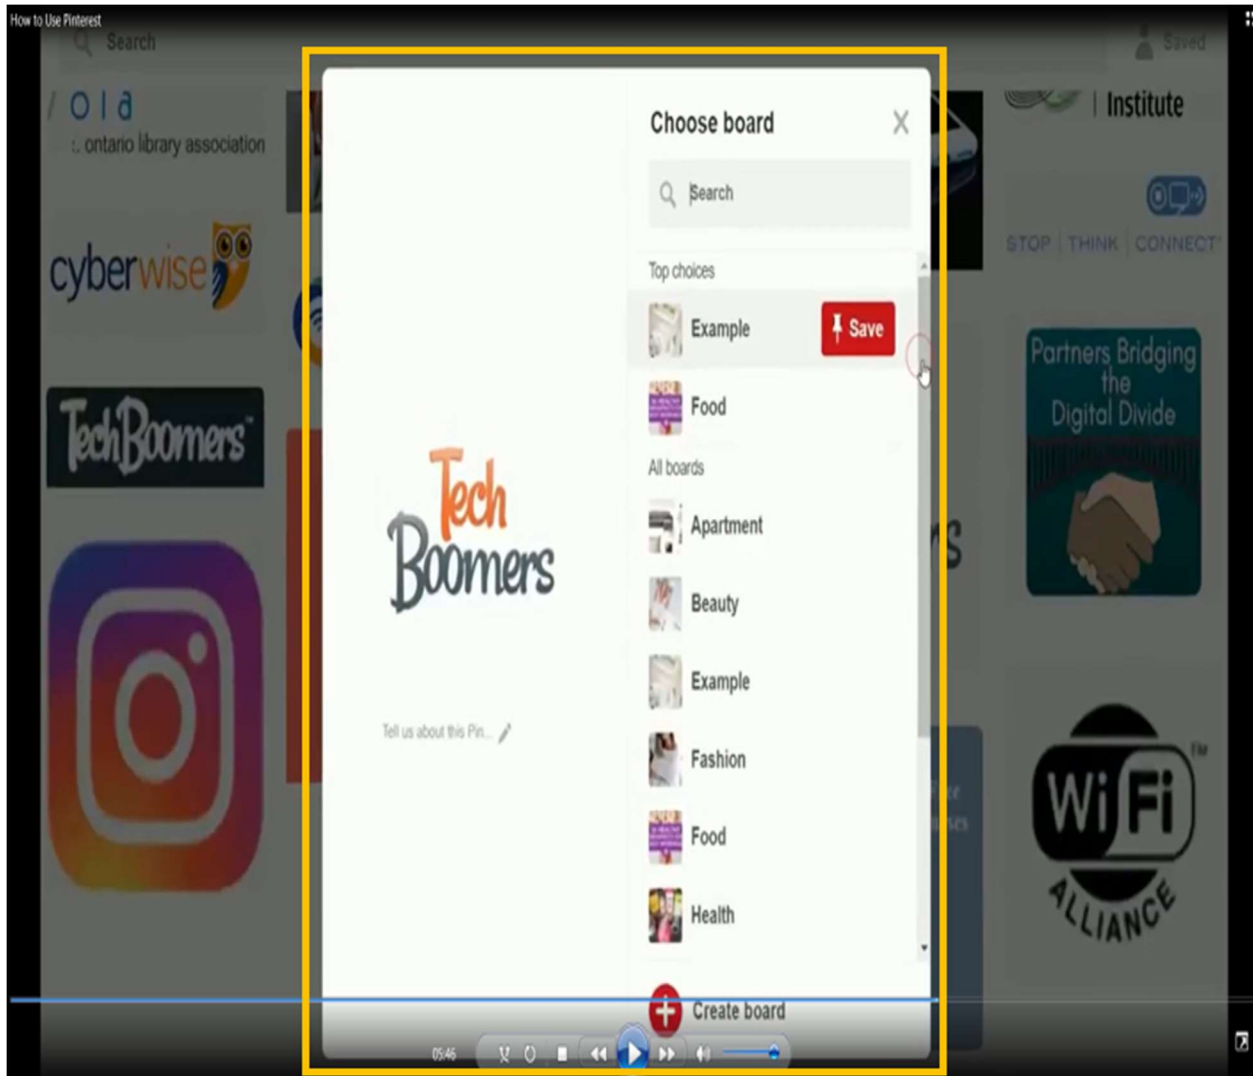 How to Use Pinterest
Search
Saved
ola
:. ontario library association
Institute
cyberwise
STOP | THINK | CONNECT
TechBoomers
Partners Bridging
the
Digital Divide
WiFi
ALLIANCE
Tech
Boomers
Tell us about this Pin...
Choose board
Search
Top choices
Example
Save
Food
All boards
Apartment
Beauty
Example
Fashion
Food
Health
Create board
05:46